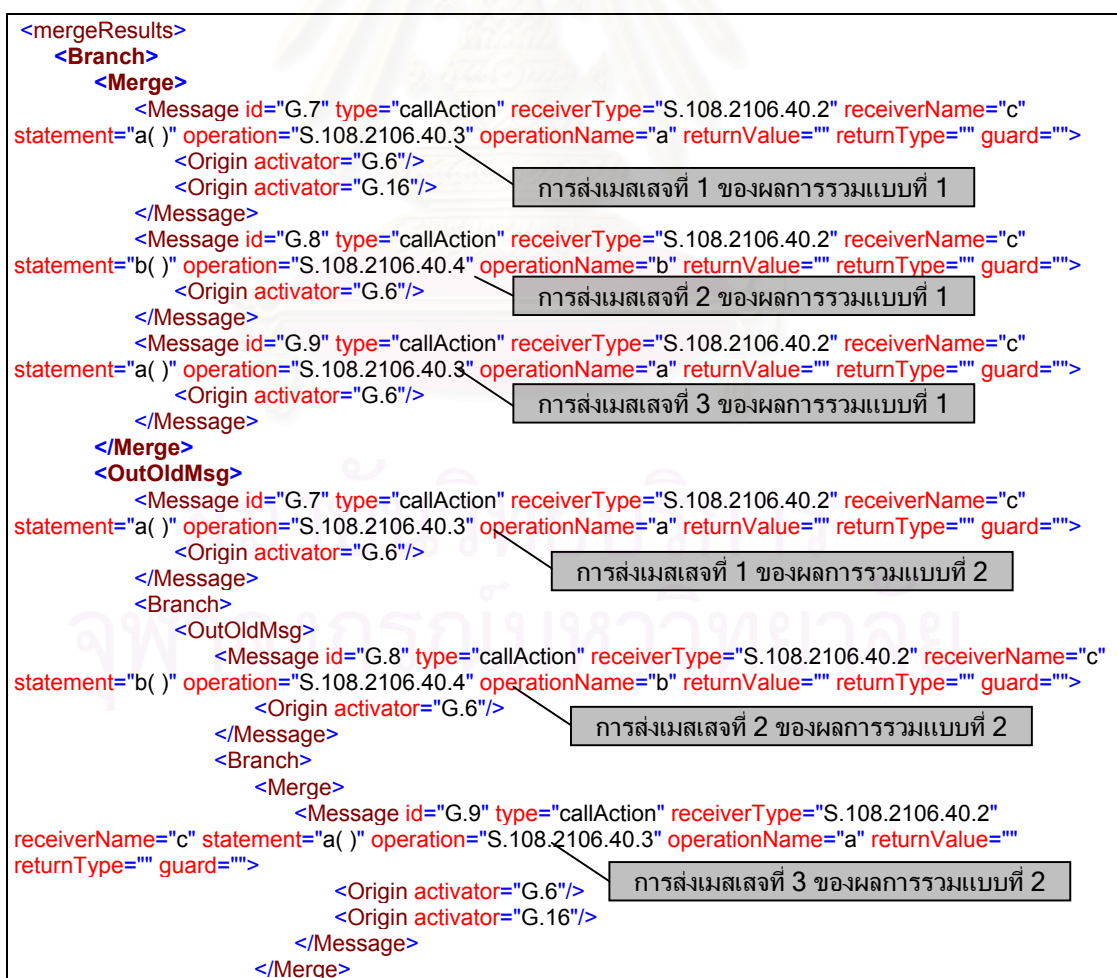 <mergeResults>
<Branch>
<Merge>
<Message id="G.7" type="callAction" receiverType="S.108.2106.40.2" receiverName="c"
statement="a( )" operation="S.108.2106.40.3" operationName="a" returnValue="" returnType="" guard="">
<Origin activator="G.6"/>
<Origin activator="G.16"/>
การส่งเมสเสจที่ 1 ของผลการรวมแบบที่ 1
</Message>
<Message id="G.8" type="callAction" receiverType="S.108.2106.40.2" receiverName="c"
statement="b( )" operation="S.108.2106.40.4" operationName="b" returnValue="" returnType="" guard="">
<Origin activator="G.6"/>
การส่งเมสเสจที่ 2 ของผลการรวมแบบที่ 1
</Message>
<Message id="G.9" type="callAction" receiverType="S.108.2106.40.2" receiverName="c"
statement="a( )" operation="S.108.2106.40.3" operationName="a" returnValue="" returnType="" guard="">
<Origin activator="G.6"/>
การส่งเมสเสจที่ 3 ของผลการรวมแบบที่ 1
</Message>
</Merge>
<OutOldMsg>
<Message id="G.7" type="callAction" receiverType="S.108.2106.40.2" receiverName="c"
statement="a( )" operation="S.108.2106.40.3" operationName="a" returnValue="" returnType="" guard="">
<Origin activator="G.6"/>
การส่งเมสเสจที่ 1 ของผลการรวมแบบที่ 2
</Message>
<Branch>
<OutOldMsg>
<Message id="G.8" type="callAction" receiverType="S.108.2106.40.2" receiverName="c"
statement="b( )" operation="S.108.2106.40.4" operationName="b" returnValue="" returnType="" guard="">
<Origin activator="G.6"/>
การส่งเมสเสจที่ 2 ของผลการรวมแบบที่ 2
</Message>
<Branch>
<Merge>
<Message id="G.9" type="callAction" receiverType="S.108.2106.40.2"
receiverName="c" statement="a( )" operation="S.108.2106.40.3" operationName="a" returnValue=""
returnType="" guard="">
<Origin activator="G.6"/>
การส่งเมสเสจที่ 3 ของผลการรวมแบบที่ 2
<Origin activator="G.16"/>
</Message>
</Merge>
จุฬาลงกรณ์มหาวิทยาลัย